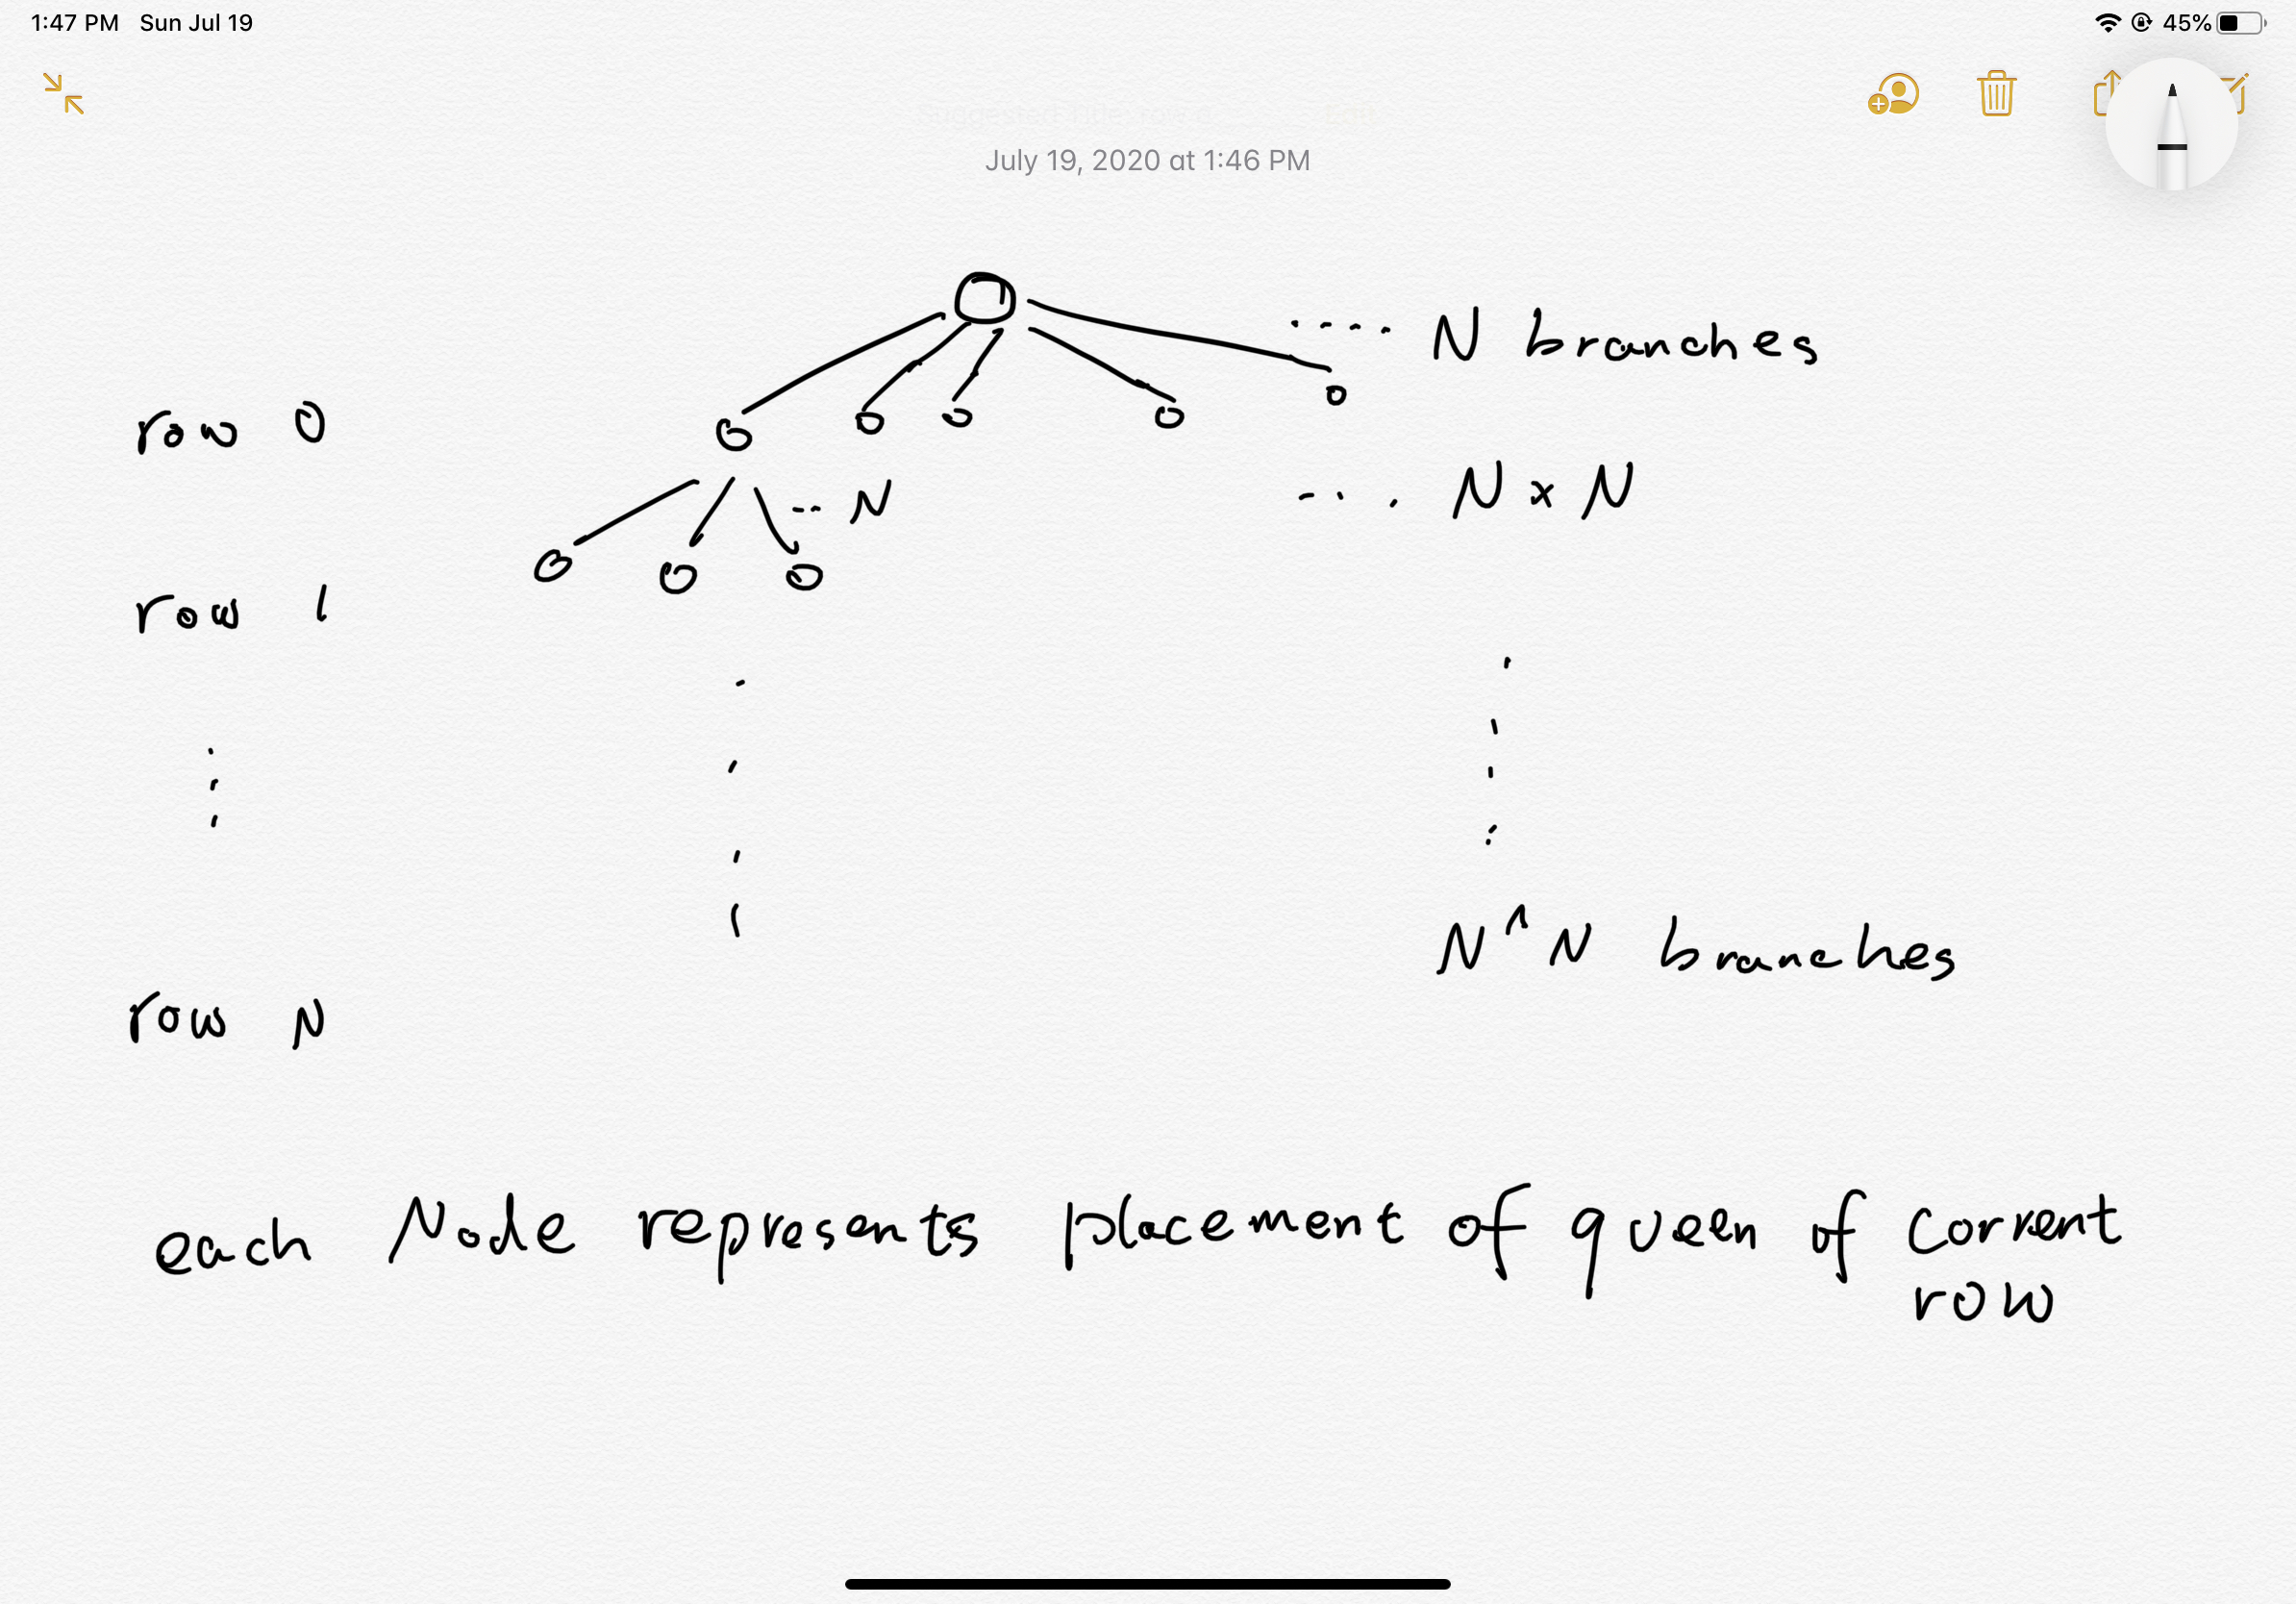 1:47 PM Sun Jul 19 45%
July 19, 2020 at 1:46 PM
.... N branches
row 0
... N
... N x N
row 1
N ^ N branches
row N
each Node represents placement of queen of corrent
row